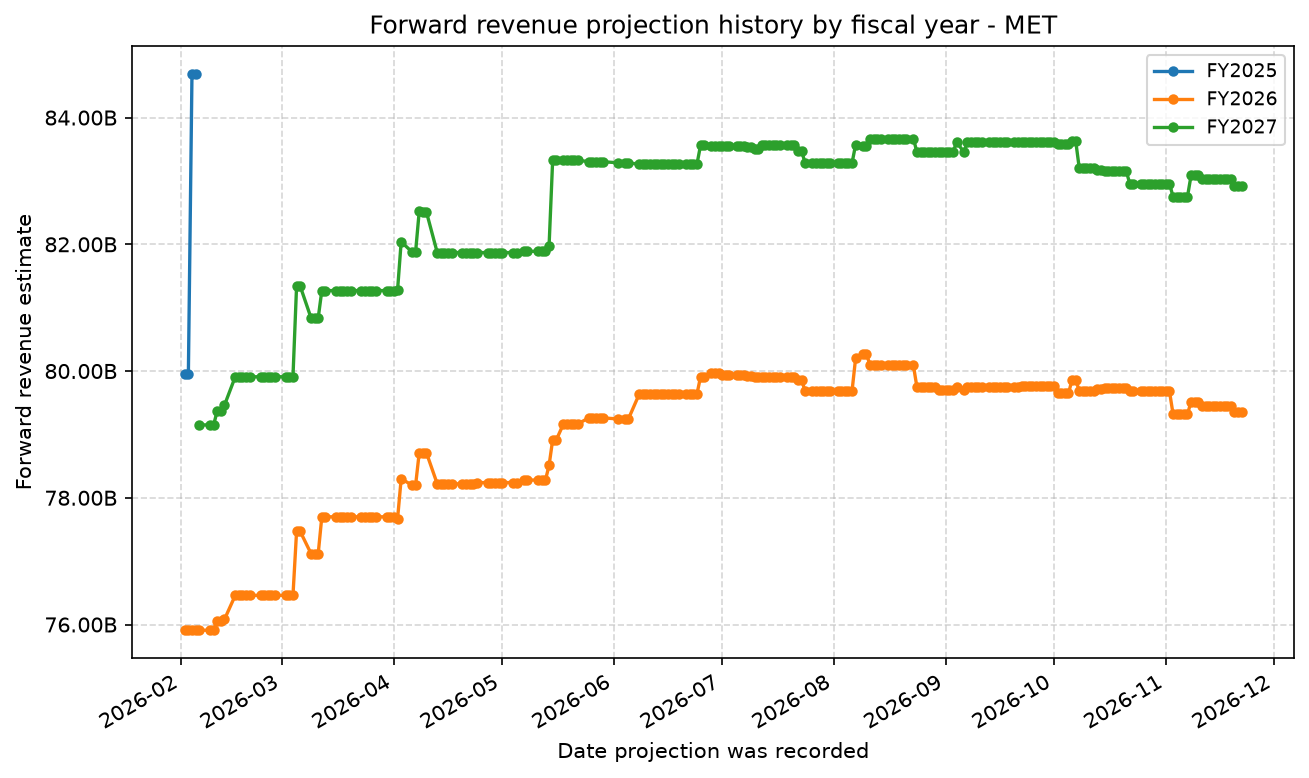 Forward revenue projection history by fiscal year - MET
FY2025
FY2026
FY2027
Forward revenue estimate
84.00B
82.00B
80.00B
78.00B
76.00B
2026-02
2026-03
2026-04
2026-05
2026-06
2026-07
2026-08
2026-09
2026-10
2026-11
2026-12
Date projection was recorded